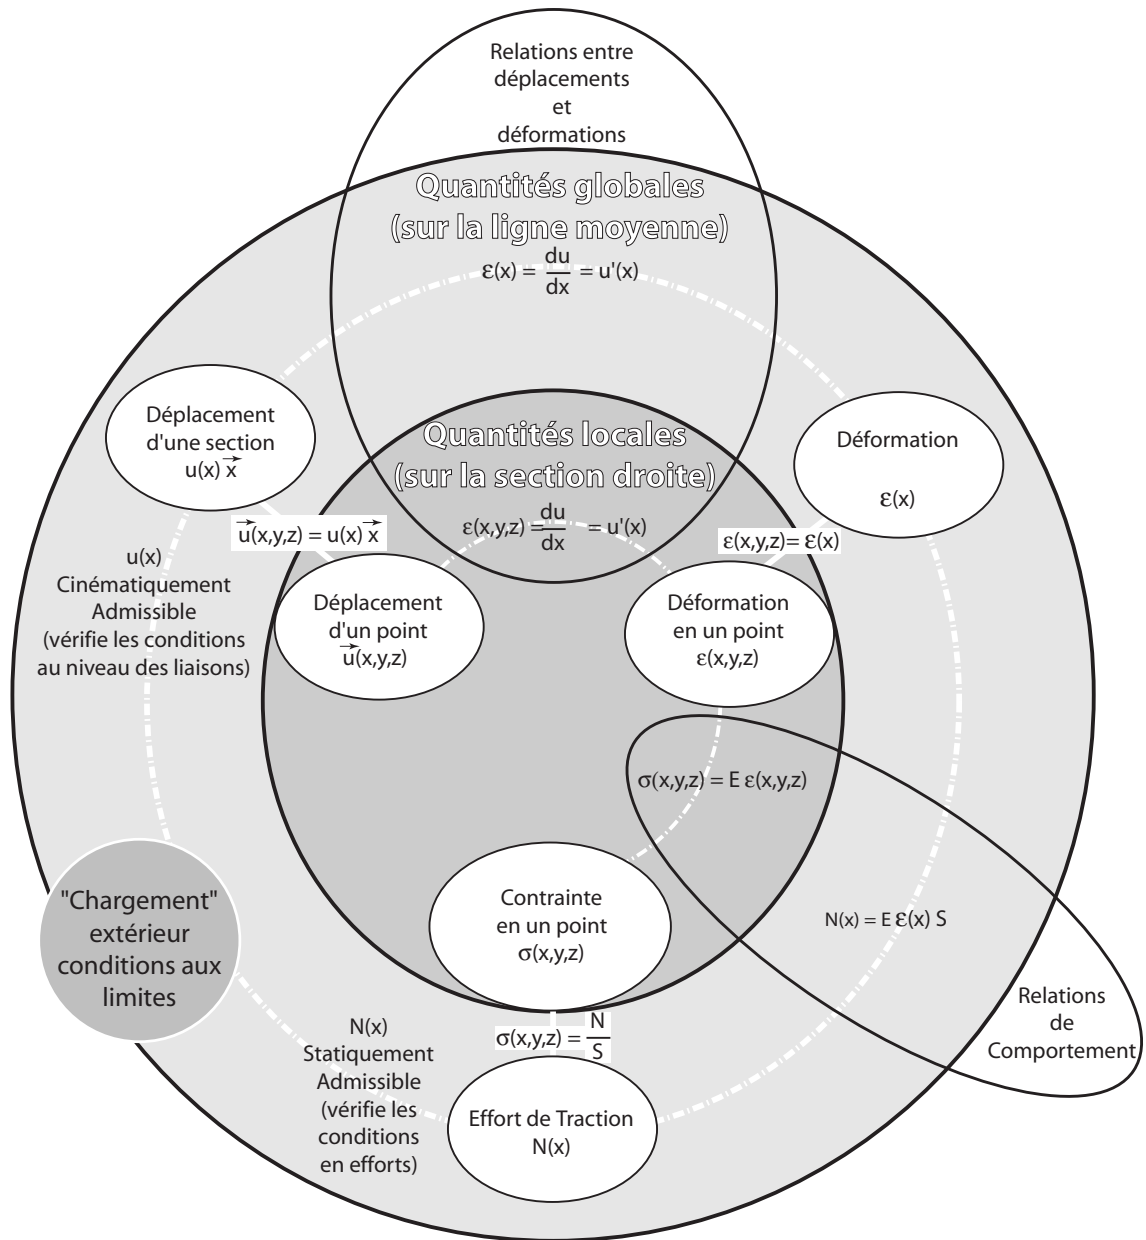 Relations entre
déplacements
et
déformations
Quantités globales
(sur la ligne moyenne)
ε(x) = du/dx = u'(x)
Déplacement
d'une section
u(x) x⃗
Déformation
ε(x)
Quantités locales
(sur la section droite)
ε(x,y,z) = du/dx = u'(x)
u⃗(x,y,z) = u(x) x⃗
ε(x,y,z)= ε(x)
u(x)
Cinématiquement
Admissible
(vérifie les conditions
au niveau des liaisons)
Déplacement
d'un point
u⃗(x,y,z)
Déformation
en un point
ε(x,y,z)
σ(x,y,z) = E ε(x,y,z)
"Chargement"
extérieur
conditions aux
limites
Contrainte
en un point
σ(x,y,z)
N(x) = E ε(x) S
Relations
de
Comportement
N(x)
Statiquement
Admissible
(vérifie les
conditions
en efforts)
σ(x,y,z) = N/S
Effort de Traction
N(x)